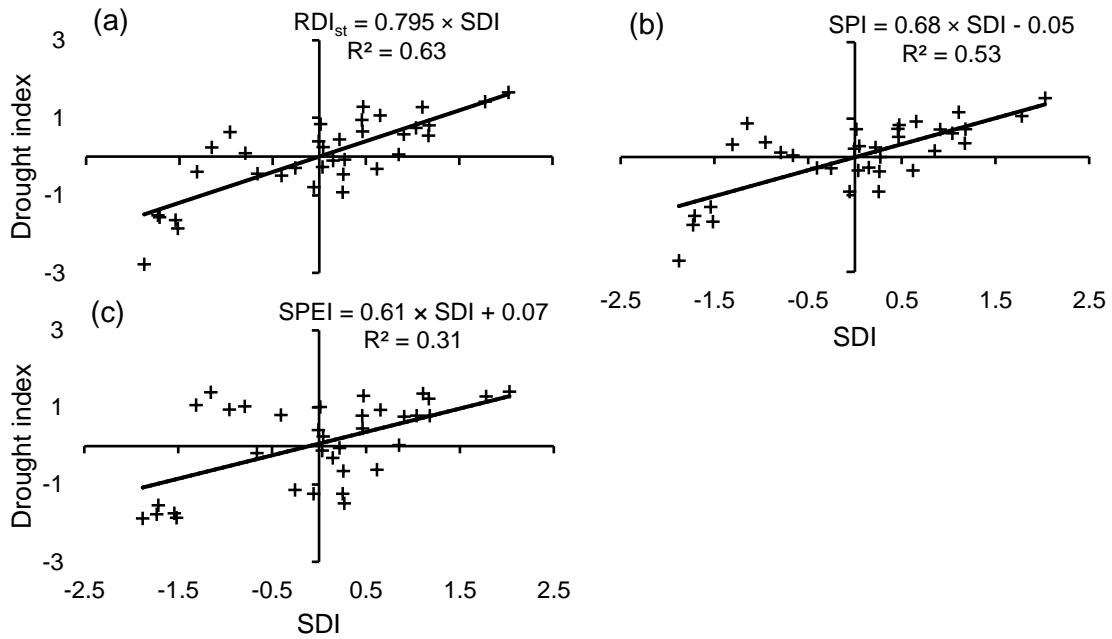 (a)
RDIst = 0.795 × SDI
R² = 0.63
3
1
-1
-3
Drought index
(b)
SPI = 0.68 × SDI - 0.05
R² = 0.53
-2.5 -1.5 -0.5 0.5 1.5 2.5
SDI
(c)
SPEI = 0.61 × SDI + 0.07
R² = 0.31
3
1
-1
-3
Drought index
-2.5 -1.5 -0.5 0.5 1.5 2.5
SDI